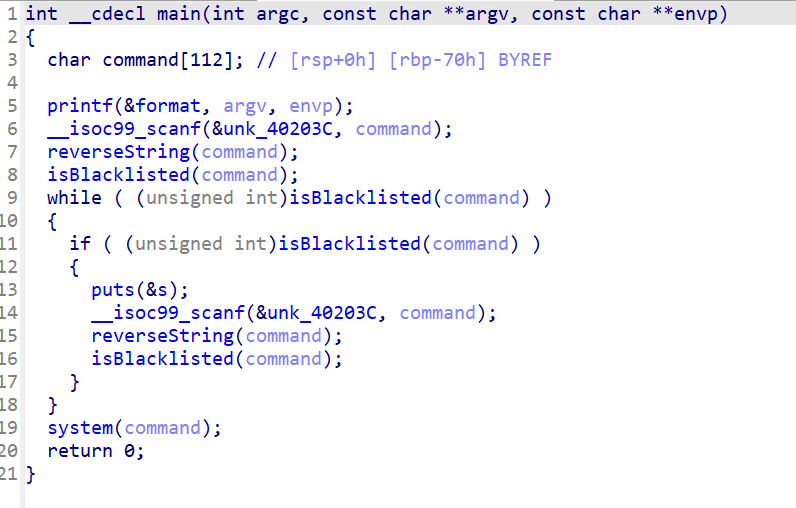 1 int __cdecl main(int argc, const char **argv, const char **envp)
2 {
3 char command[112]; // [rsp+0h] [rbp-70h] BYREF
4
5 printf(&format, argv, envp);
6 __isoc99_scanf(&unk_40203C, command);
7 reverseString(command);
8 isBlacklisted(command);
9 while ( (unsigned int)isBlacklisted(command) )
10 {
11 if ( (unsigned int)isBlacklisted(command) )
12 {
13 puts(&s);
14 __isoc99_scanf(&unk_40203C, command);
15 reverseString(command);
16 isBlacklisted(command);
17 }
18 }
19 system(command);
20 return 0;
21 }